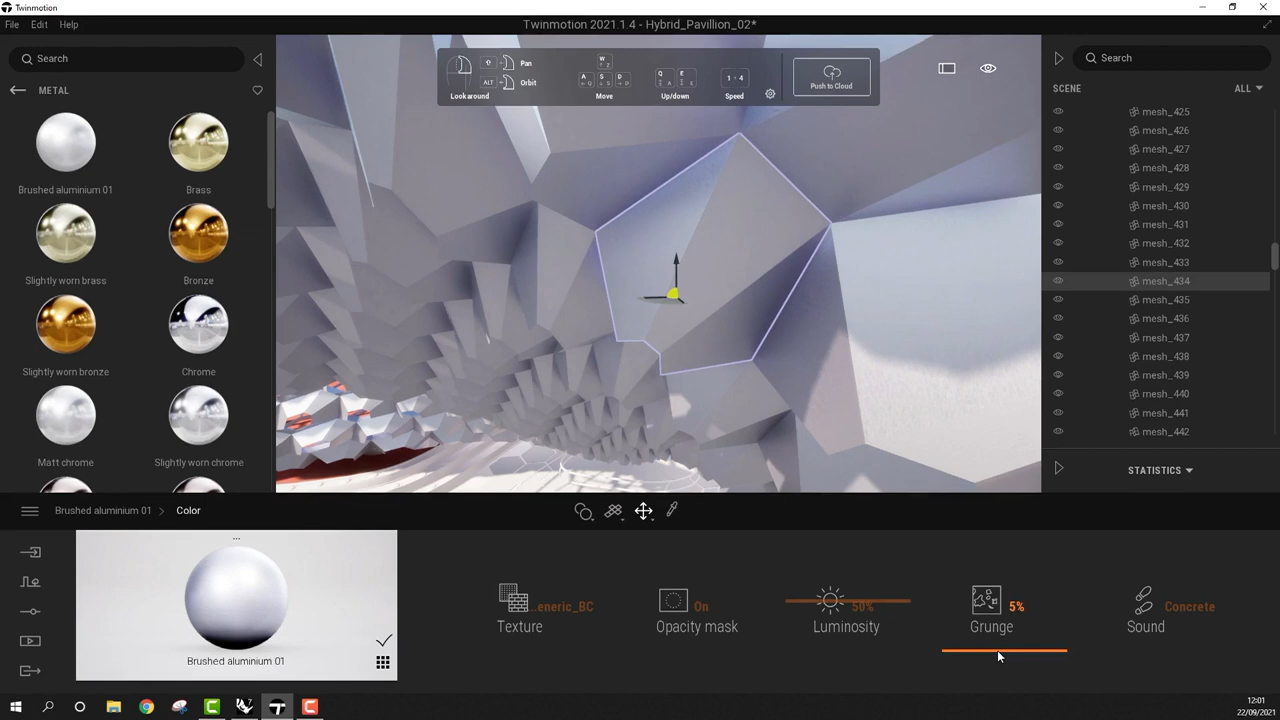 Twinmotion
File Edit Help
Twinmotion 2021.1.4 - Hybrid_Pavillion_02*
Search
METAL
Brushed aluminium 01
Brass
Slightly worn brass
Bronze
Slightly worn bronze
Chrome
Matt chrome
Slightly worn chrome
Look around
ALT
Pan
Orbit
W
Z
A Q S S D D
Move
Q A E E
Up/down
1 - 4
Speed
Push to Cloud
Search
SCENE
ALL
mesh_425
mesh_426
mesh_427
mesh_428
mesh_429
mesh_430
mesh_431
mesh_432
mesh_433
mesh_434
mesh_435
mesh_436
mesh_437
mesh_438
mesh_439
mesh_440
mesh_441
mesh_442
STATISTICS
Brushed aluminium 01 > Color
...
Brushed aluminium 01
..eneric_BC
Texture
On
Opacity mask
50%
Luminosity
5%
Grunge
Concrete
Sound
12:01
22/09/2021